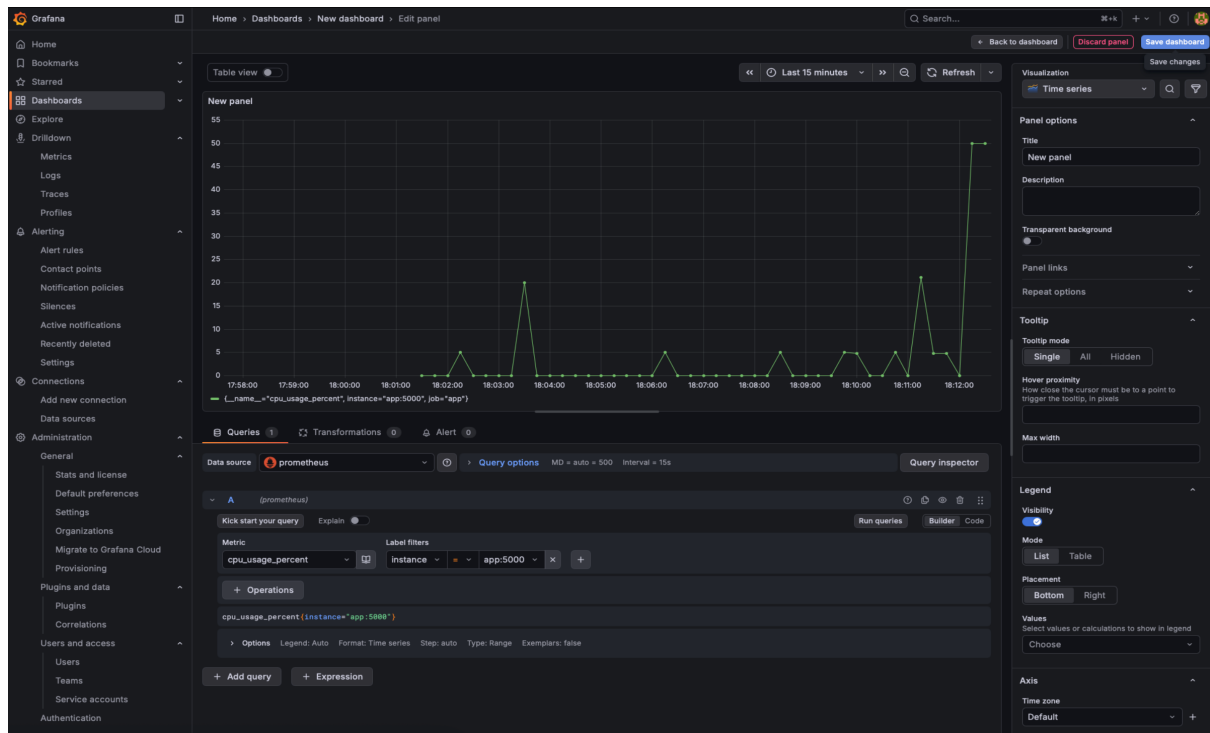 Grafana
Home › Dashboards › New dashboard › Edit panel
Search...
⌘+k
Back to dashboard
Discard panel
Save dashboard
Save changes
Home
Bookmarks
Starred
Dashboards
Explore
Drilldown
Metrics
Logs
Traces
Profiles
Alerting
Alert rules
Contact points
Notification policies
Silences
Active notifications
Recently deleted
Settings
Connections
Add new connection
Data sources
Administration
General
Stats and license
Default preferences
Settings
Organizations
Migrate to Grafana Cloud
Provisioning
Plugins and data
Plugins
Correlations
Users and access
Users
Teams
Service accounts
Authentication
Table view
Last 15 minutes
Refresh
New panel
55
50
45
40
35
30
25
20
15
10
5
0
17:58:00 17:59:00 18:00:00 18:01:00 18:02:00 18:03:00 18:04:00 18:05:00 18:06:00 18:07:00 18:08:00 18:09:00 18:10:00 18:11:00 18:12:00
{__name__="cpu_usage_percent", instance="app:5000", job="app"}
Queries 1 Transformations 0 Alert 0
Data source prometheus Query options MD = auto = 500 Interval = 15s Query inspector
A (prometheus)
Kick start your query Explain Run queries Builder Code
Metric Label filters
cpu_usage_percent instance = app:5000
+ Operations
cpu_usage_percent{instance="app:5000"}
Options Legend: Auto Format: Time series Step: auto Type: Range Exemplars: false
+ Add query + Expression
Visualization
Time series
Panel options
Title
New panel
Description
Transparent background
Panel links
Repeat options
Tooltip
Tooltip mode
Single All Hidden
Hover proximity
How close the cursor must be to a point to
trigger the tooltip, in pixels
Max width
Legend
Visibility
Mode
List Table
Placement
Bottom Right
Values
Select values or calculations to show in legend
Choose
Axis
Time zone
Default